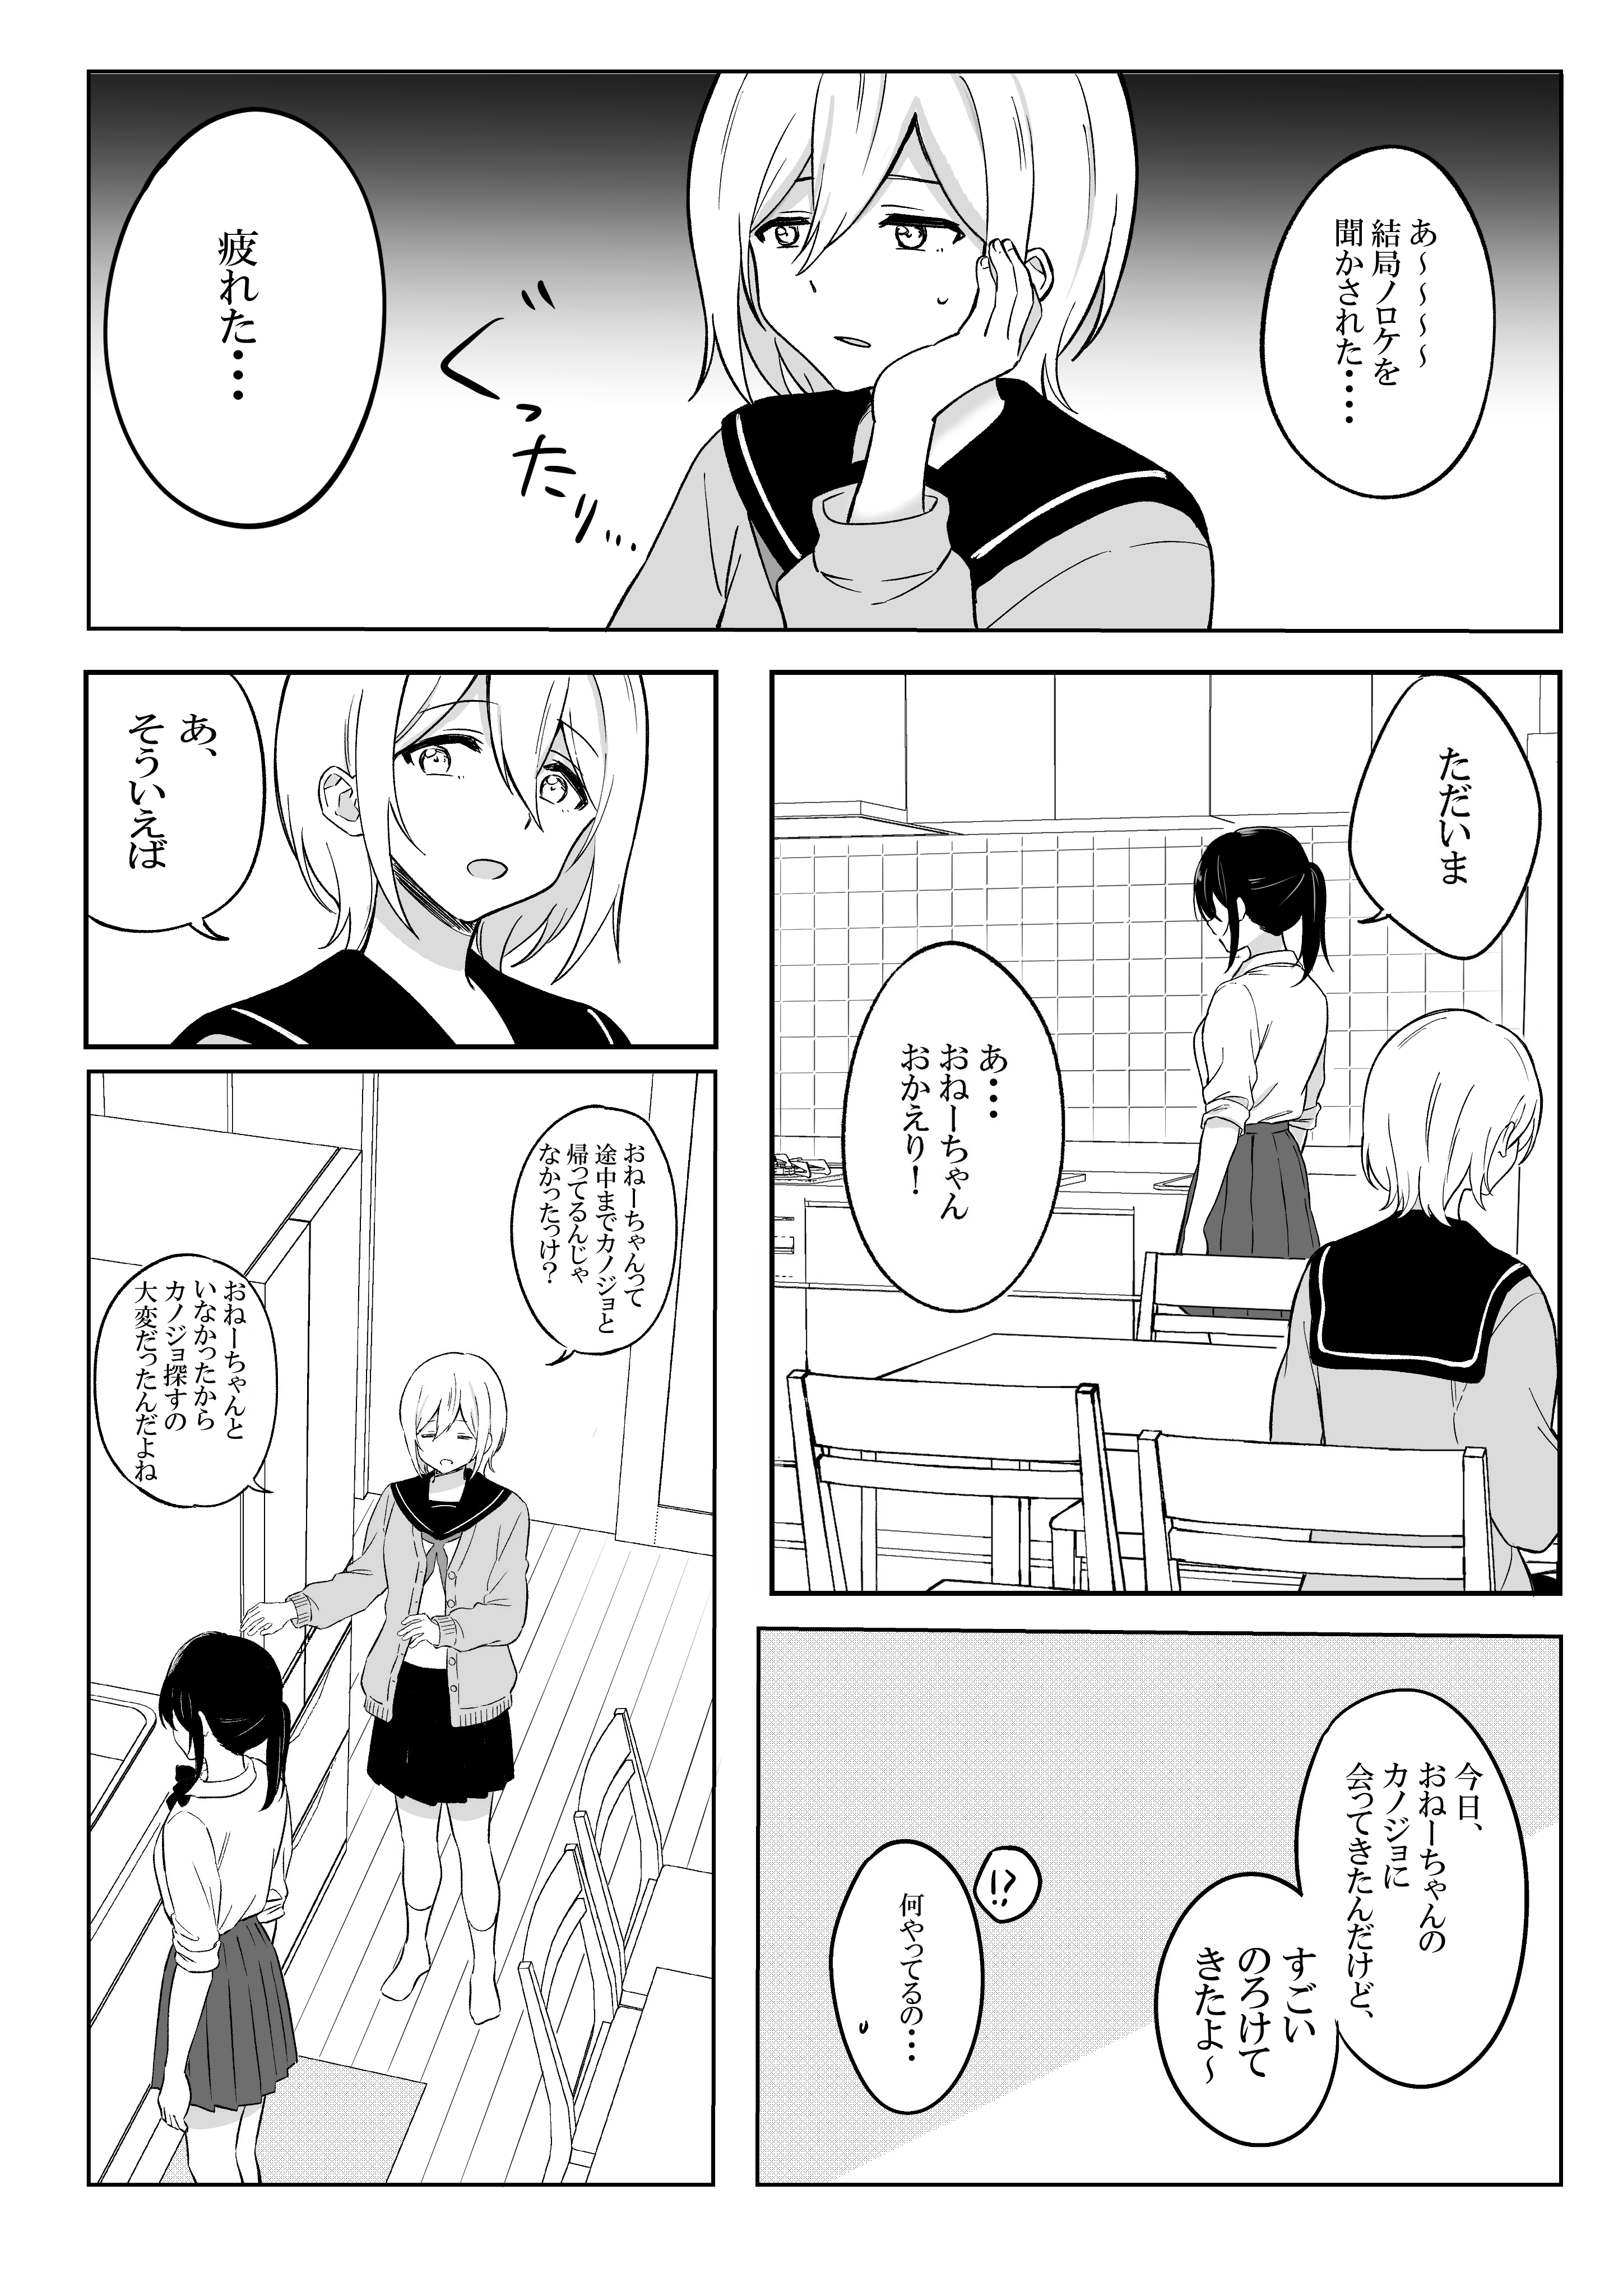 あ～～～～
結局ノロケを
聞かされた・・・・
疲れた・・・
ぐったり・・・
ただいま
あ・・・
おねーちゃん
おかえり！
今日、
おねーちゃんの
カノジョに
会ってきたんだけど、
すごい
のろけて
きたよ～
!?
何やってるの・・・
あ、
そういえば
おねーちゃんって
途中までカノジョと
帰ってるんじゃ
なかったっけ？
おねーちゃんと
いなかったから
カノジョ探すの
大変だったんだよね